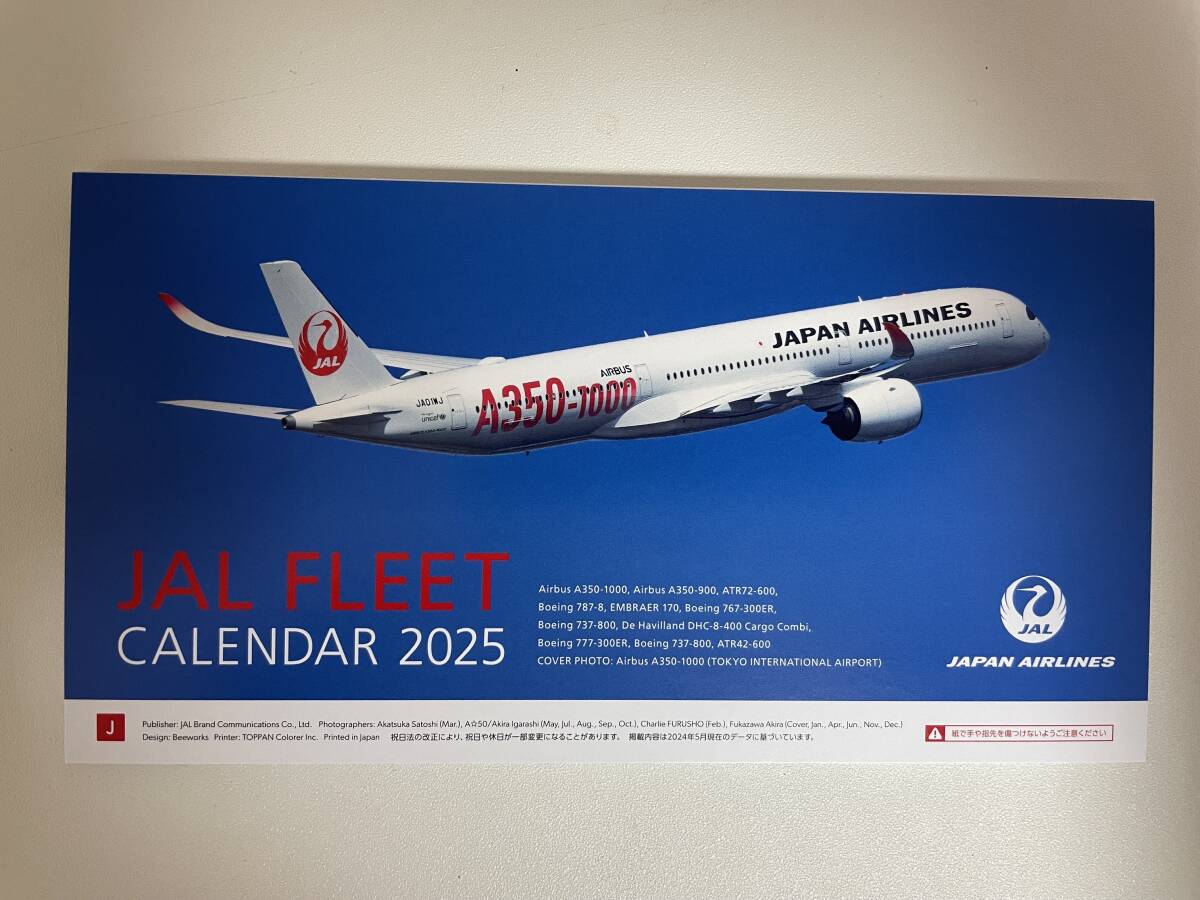 JAPAN AIRLINES
AIRBUS
A350-1000
JA01WJ
unicef
JAL
JAL FLEET
CALENDAR 2025
Airbus A350-1000, Airbus A350-900, ATR72-600,
Boeing 787-8, EMBRAER 170, Boeing 767-300ER,
Boeing 737-800, De Havilland DHC-8-400 Cargo Combi,
Boeing 777-300ER, Boeing 737-800, ATR42-600
COVER PHOTO: Airbus A350-1000 (TOKYO INTERNATIONAL AIRPORT)
JAL
JAPAN AIRLINES
J
Publisher: JAL Brand Communications Co., Ltd. Photographers: Akatsuka Satoshi (Mar.), A☆50/Akira Igarashi (May, Jul., Aug., Sep., Oct.), Charlie FURUSHO (Feb.), Fukazawa Akira (Cover, Jan., Apr., Jun., Nov., Dec.)
Design: Beeworks Printer: TOPPAN Colorer Inc. Printed in Japan 祝日法の改正により、祝日や休日が一部変更になることがあります。 掲載内容は2024年5月現在のデータに基づいています。
紙で手や指先を傷つけないようご注意ください